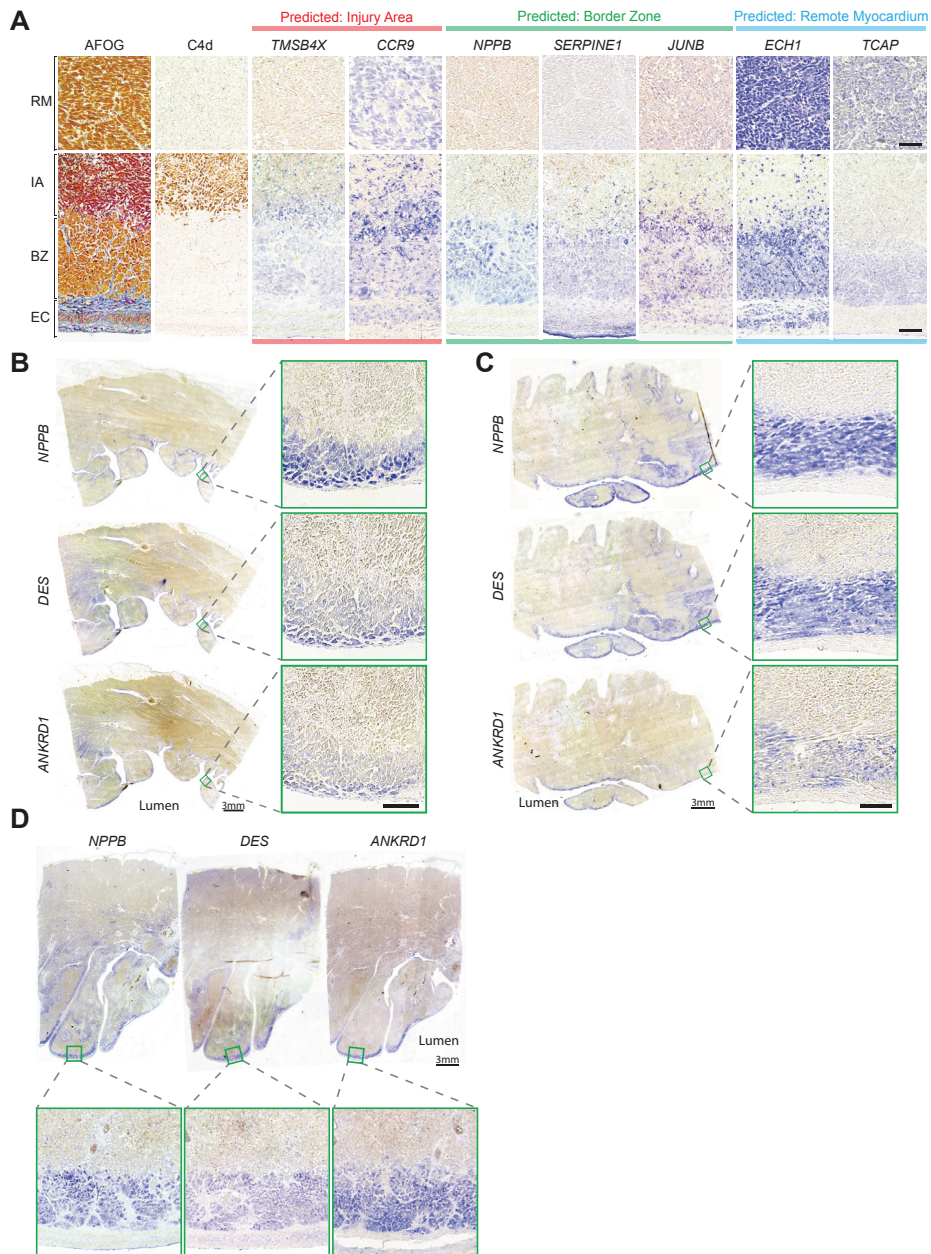 A
Predicted: Injury Area
Predicted: Border Zone
Predicted: Remote Myocardium
AFOG
C4d
TMSB4X
CCR9
NPPB
SERPINE1
JUNB
ECH1
TCAP
RM
IA
BZ
EC
B
NPPB
DES
ANKRD1
Lumen
3mm
C
NPPB
DES
ANKRD1
Lumen
3mm
D
NPPB
DES
ANKRD1
Lumen
3mm